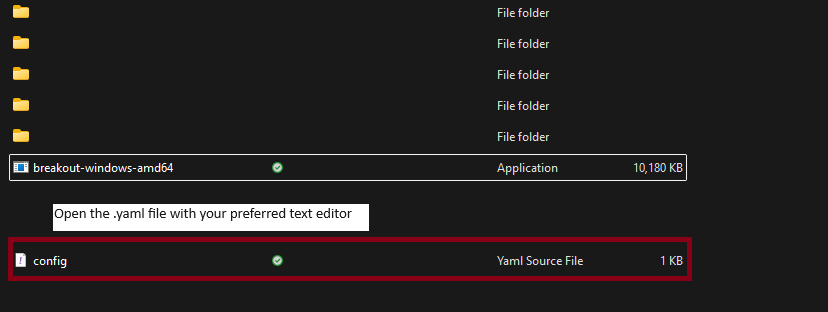 File folder
File folder
File folder
File folder
File folder
breakout-windows-amd64 Application 10,180 KB
Open the .yaml file with your preferred text editor
config Yaml Source File 1 KB